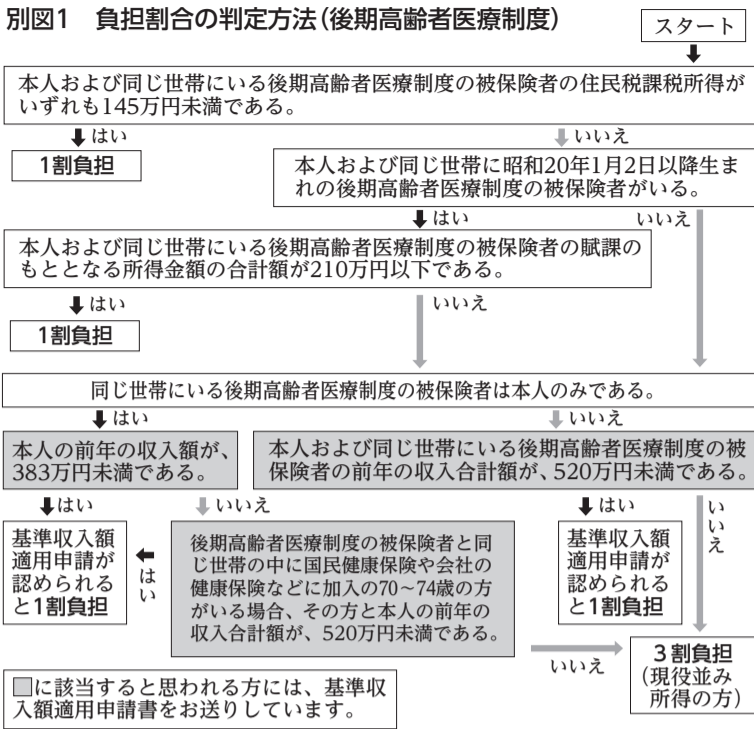 別図1 負担割合の判定方法(後期高齢者医療制度)
スタート
本人および同じ世帯にいる後期高齢者医療制度の被保険者の住民税課税所得が
いずれも145万円未満である。
はい
いいえ
1割負担
本人および同じ世帯に昭和20年1月2日以降生ま
れの後期高齢者医療制度の被保険者がいる。
はい
いいえ
本人および同じ世帯にいる後期高齢者医療制度の被保険者の賦課の
もととなる所得金額の合計額が210万円以下である。
はい
いいえ
1割負担
同じ世帯にいる後期高齢者医療制度の被保険者は本人のみである。
はい
いいえ
本人の前年の収入額が、
383万円未満である。
本人および同じ世帯にいる後期高齢者医療制度の被
保険者の前年の収入合計額が、520万円未満である。
はい
いいえ
はい
いいえ
基準収入額
適用申請が
認められる
と1割負担
はい
後期高齢者医療制度の被保険者と同
じ世帯の中に国民健康保険や会社の
健康保険などに加入の70~74歳の方
がいる場合、その方と本人の前年の
収入合計額が、520万円未満である。
基準収入額
適用申請が
認められる
と1割負担
いいえ
3割負担
(現役並み
所得の方)
■に該当すると思われる方には、基準収
入額適用申請書をお送りしています。